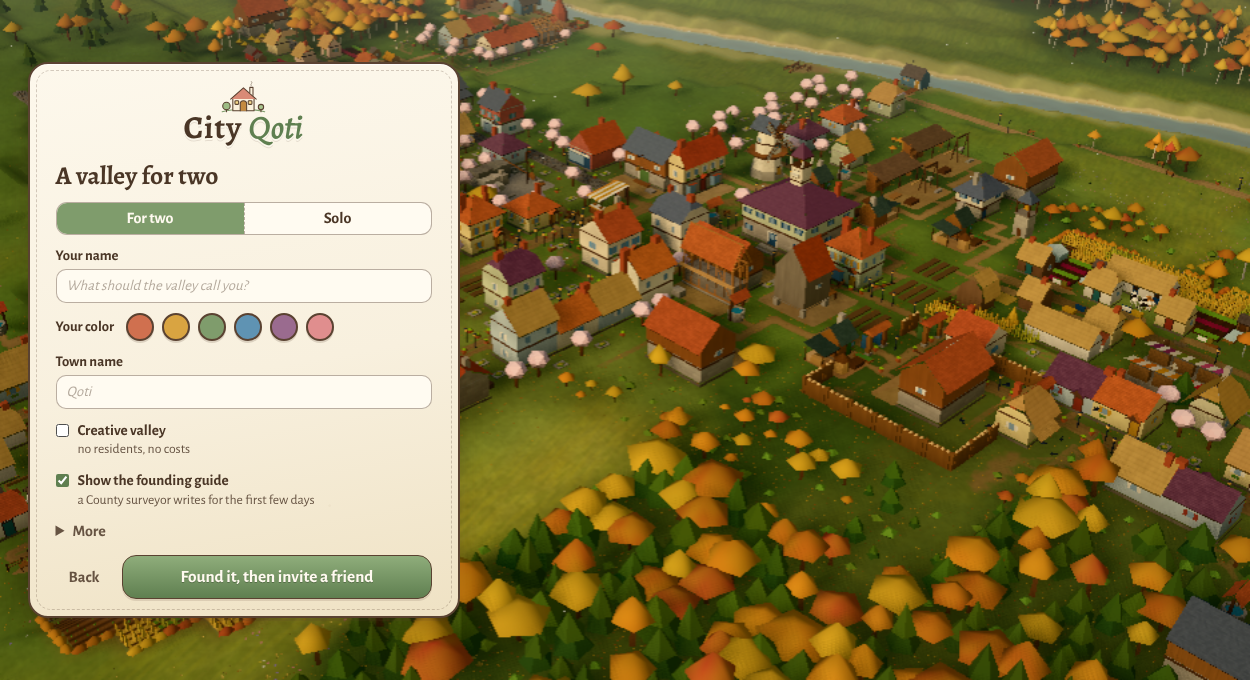 City Qoti
A valley for two
For two
Solo
Your name
What should the valley call you?
Your color
Town name
Qoti
Creative valley
no residents, no costs
Show the founding guide
a County surveyor writes for the first few days
More
Back
Found it, then invite a friend